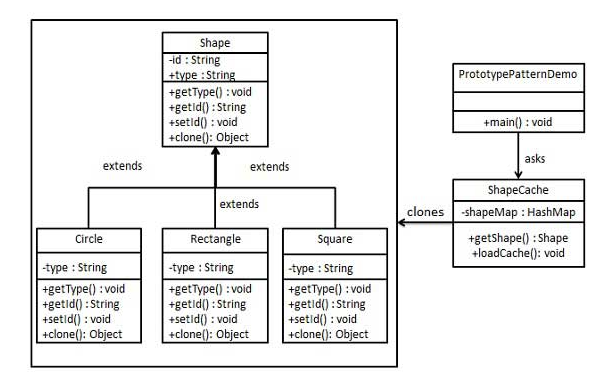 Shape
-id : String
+type : String
+getType() : void
+getId() : String
+setId() : void
+clone(): Object
PrototypePatternDemo
+main() : void
asks
extends
extends
extends
ShapeCache
-shapeMap : HashMap
+getShape() : Shape
+loadCache(): void
clones
Circle
-type : String
+getType() : void
+getId() : String
+setId() : void
+clone(): Object
Rectangle
-type : String
+getType() : void
+getId() : String
+setId() : void
+clone(): Object
Square
-type : String
+getType() : void
+getId() : String
+setId() : void
+clone(): Object